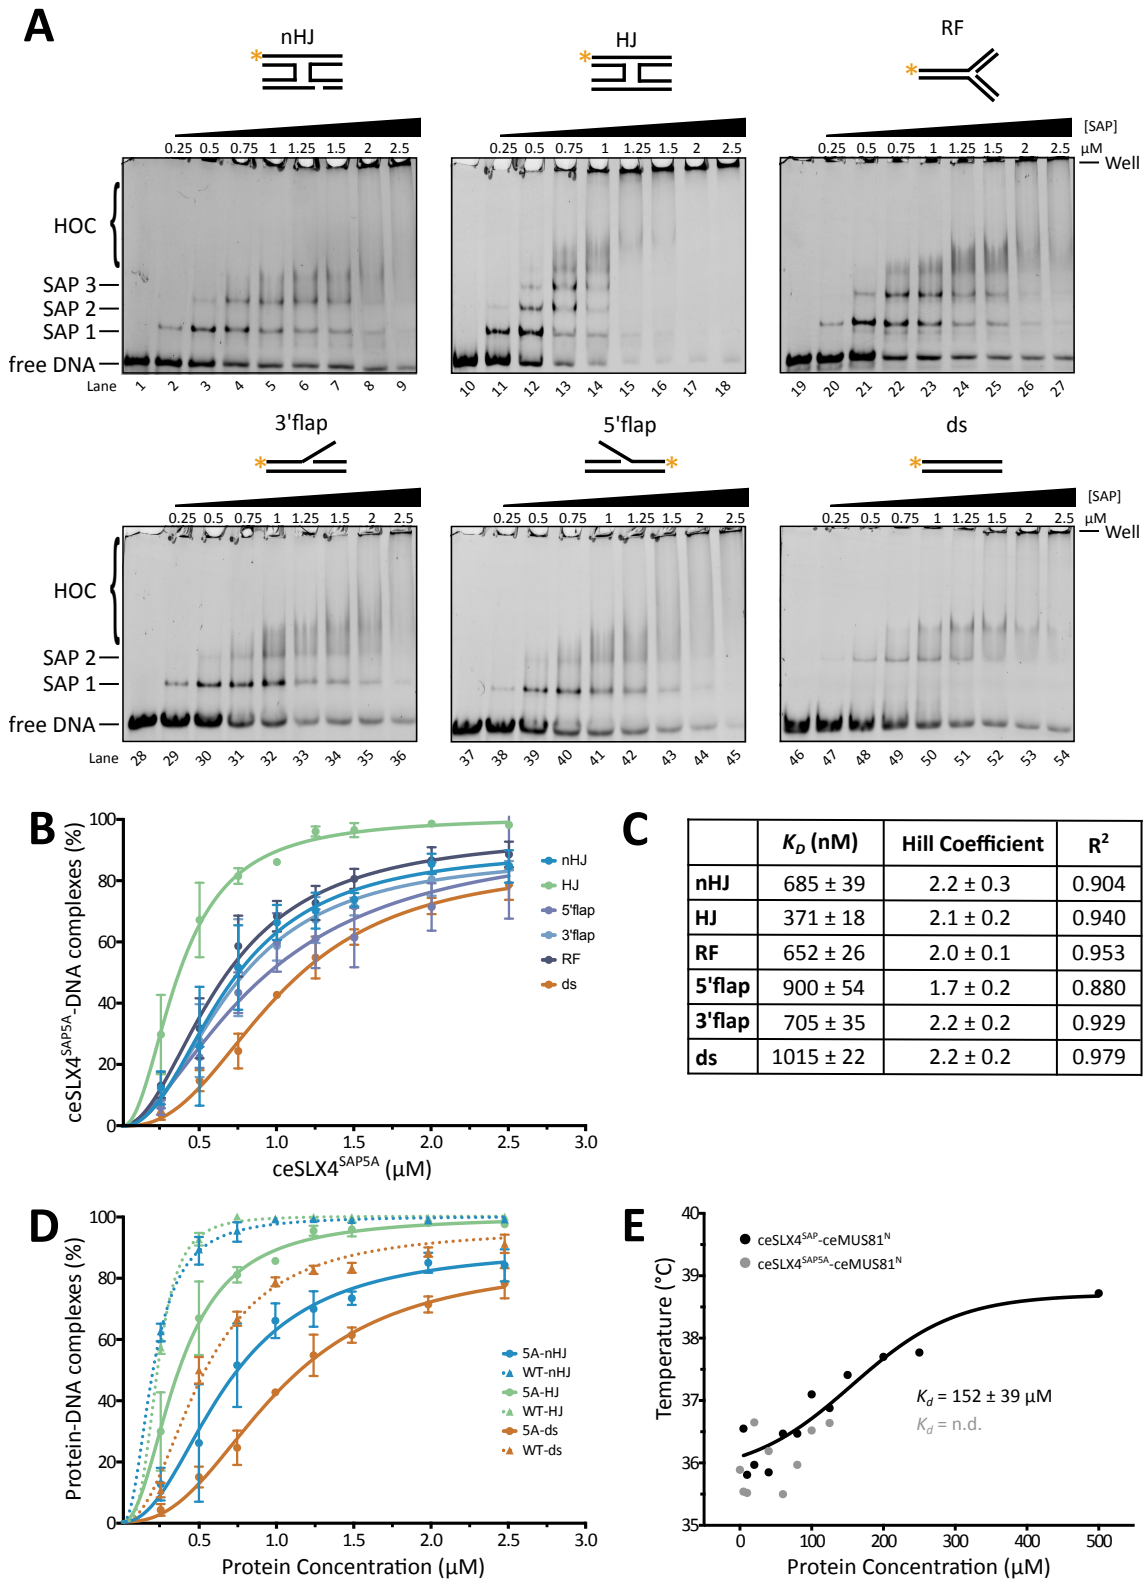 A
nHJ
HJ
RF
[SAP]
0.25 0.5 0.75 1 1.25 1.5 2 2.5
0.25 0.5 0.75 1 1.25 1.5 2 2.5
0.25 0.5 0.75 1 1.25 1.5 2 2.5
µM
Well
HOC
SAP 3
SAP 2
SAP 1
free DNA
Lane 1 2 3 4 5 6 7 8 9
10 11 12 13 14 15 16 17 18
19 20 21 22 23 24 25 26 27
3'flap
5'flap
ds
[SAP]
0.25 0.5 0.75 1 1.25 1.5 2 2.5
0.25 0.5 0.75 1 1.25 1.5 2 2.5
0.25 0.5 0.75 1 1.25 1.5 2 2.5
µM
Well
HOC
SAP 2
SAP 1
free DNA
Lane 28 29 30 31 32 33 34 35 36
37 38 39 40 41 42 43 44 45
46 47 48 49 50 51 52 53 54
B
ceSLX4SAP5A-DNA complexes (%)
100
80
60
40
20
0
0.5 1.0 1.5 2.0 2.5 3.0
ceSLX4SAP5A (µM)
nHJ
HJ
5'flap
3'flap
RF
ds
C
KD (nM) Hill Coefficient R2
nHJ 685 ± 39 2.2 ± 0.3 0.904
HJ 371 ± 18 2.1 ± 0.2 0.940
RF 652 ± 26 2.0 ± 0.1 0.953
5'flap 900 ± 54 1.7 ± 0.2 0.880
3'flap 705 ± 35 2.2 ± 0.2 0.929
ds 1015 ± 22 2.2 ± 0.2 0.979
D
Protein-DNA complexes (%)
100
80
60
40
20
0
0.5 1.0 1.5 2.0 2.5 3.0
Protein Concentration (µM)
5A-nHJ
WT-nHJ
5A-HJ
WT-HJ
5A-ds
WT-ds
E
Temperature (°C)
40
39
38
37
36
35
0 100 200 300 400 500
Protein Concentration (µM)
ceSLX4SAP-ceMUS81N
ceSLX4SAP5A-ceMUS81N
Kd = 152 ± 39 µM
Kd = n.d.